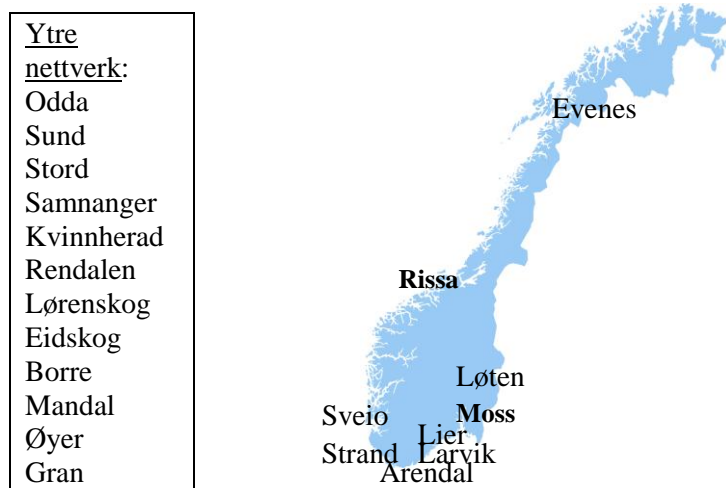 Ytre
nettverk:
Odda
Sund
Stord
Samnanger
Kvinnherad
Rendalen
Lørenskog
Eidskog
Borre
Mandal
Øyer
Gran
Evenes
Rissa
Løten
Sveio
Moss
Lier
Strand
Larvik
Arendal